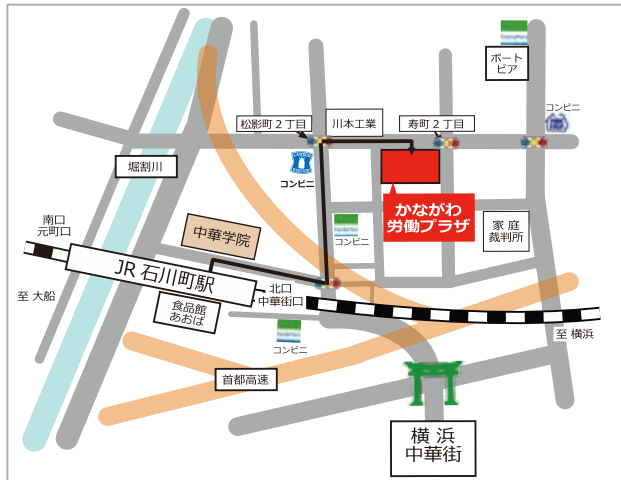 ボート
ピア
コンビニ
松影町２丁目
川本工業
寿町２丁目
コンビニ
堀割川
かながわ
労働プラザ
南口
元町口
中華学院
コンビニ
家 庭
裁判所
JR 石川町駅
至 大船
北口
中華街口
食品館
あおば
至 横浜
コンビニ
首都高速
横 浜
中華街